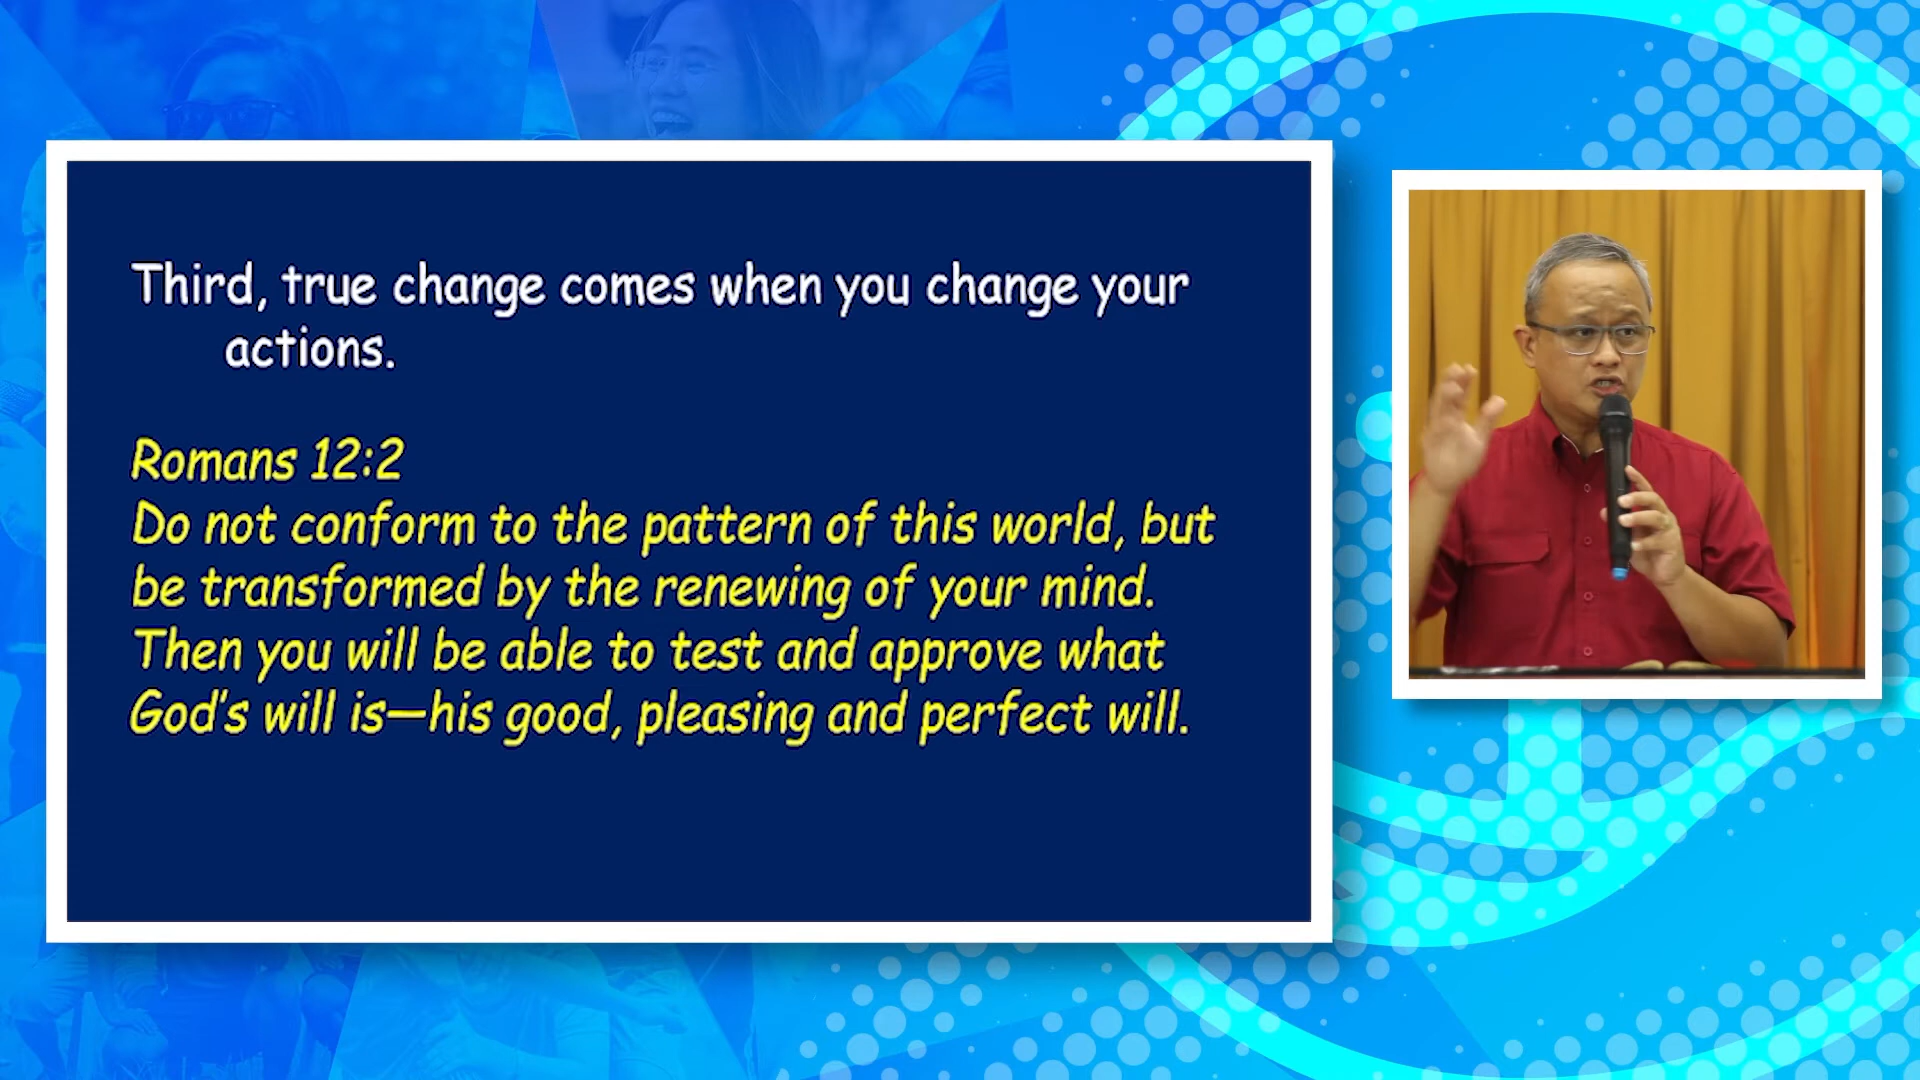 Third, true change comes when you change your
actions.
Romans 12:2
Do not conform to the pattern of this world, but
be transformed by the renewing of your mind.
Then you will be able to test and approve what
God's will is—his good, pleasing and perfect will.